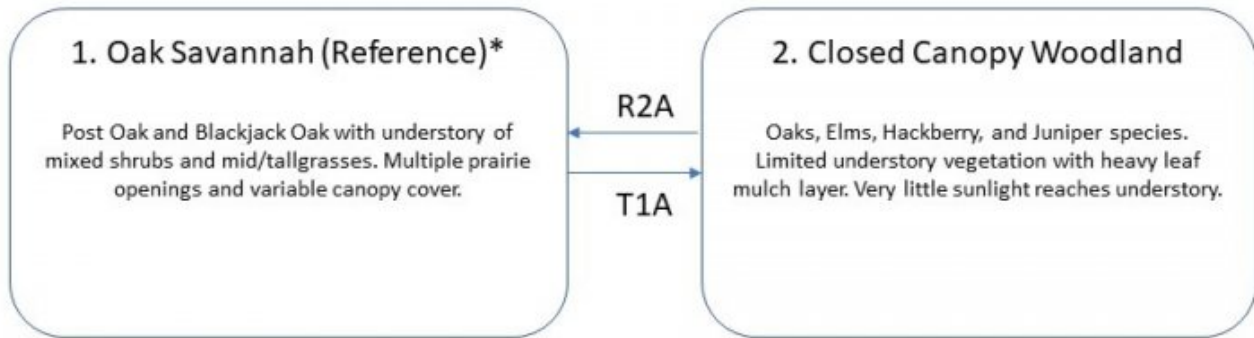 1. Oak Savannah (Reference)*
Post Oak and Blackjack Oak with understory of
mixed shrubs and mid/tallgrasses. Multiple prairie
openings and variable canopy cover.
R2A
T1A
2. Closed Canopy Woodland
Oaks, Elms, Hackberry, and Juniper species.
Limited understory vegetation with heavy leaf
mulch layer. Very little sunlight reaches understory.